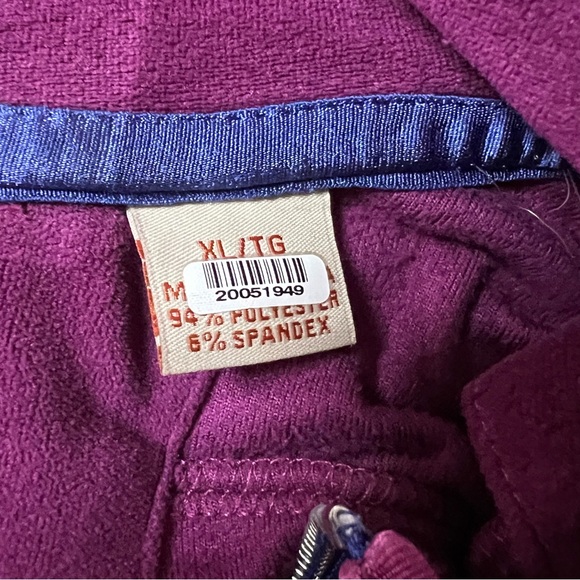 XL/TG
20051949
94% POLYESTER
6% SPANDEX